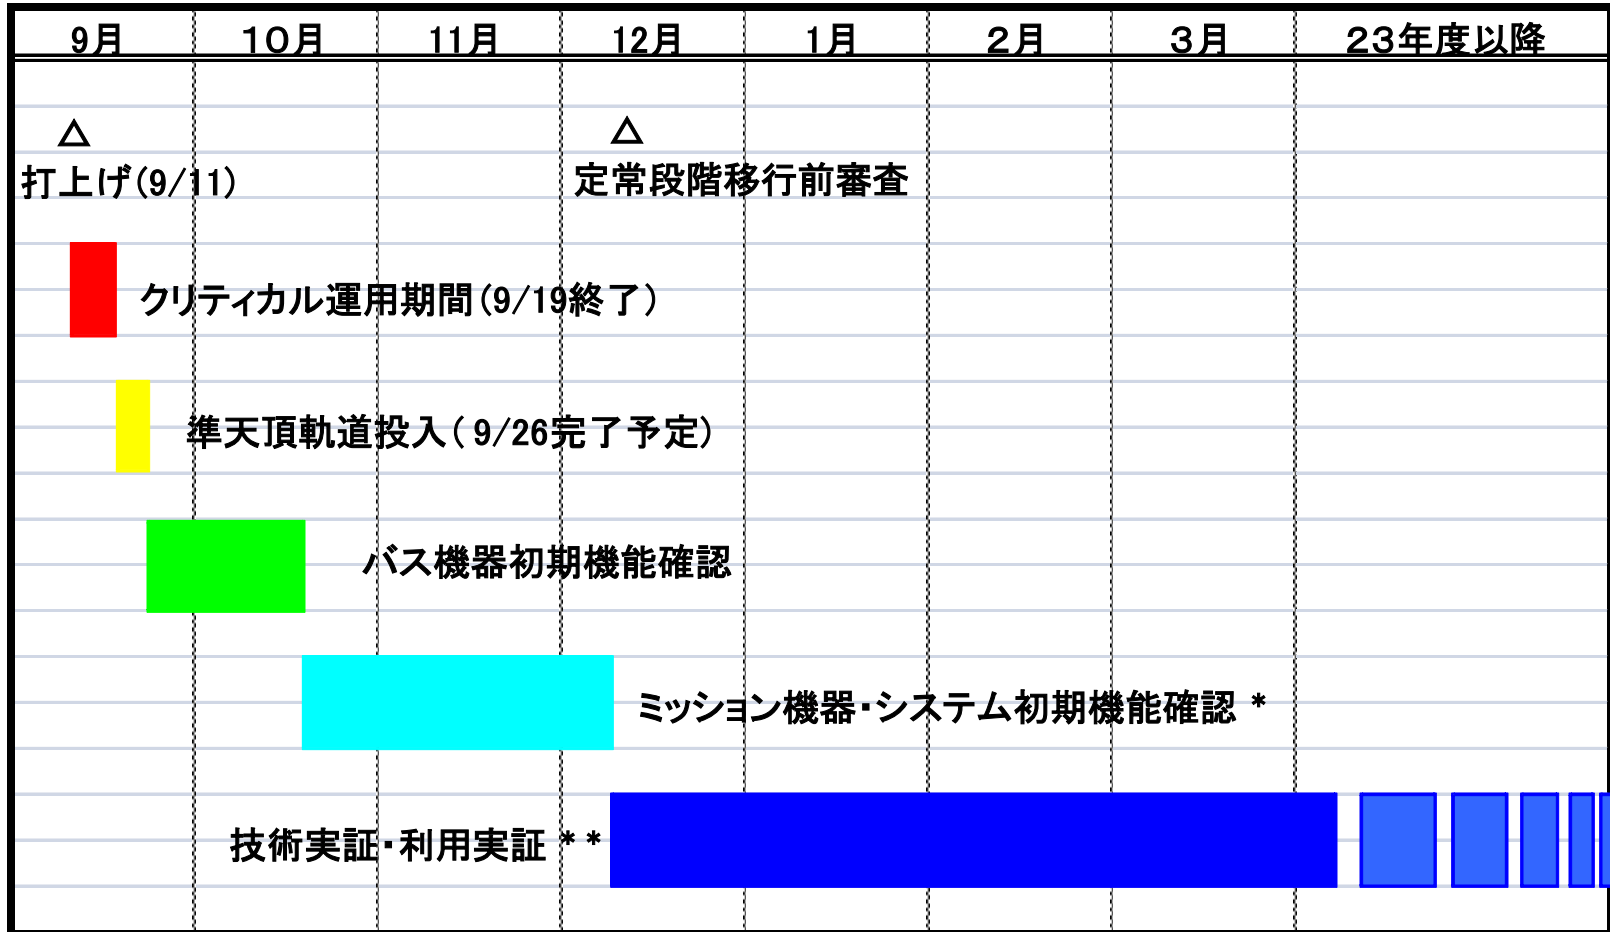 9月 10月 11月 12月 1月 2月 3月 23年度以降
△ △
打上げ(9/11) 定常段階移行前審査
クリティカル運用期間(9/19終了)
準天頂軌道投入( 9/26完了予定)
バス機器初期機能確認
ミッション機器・システム初期機能確認 *
技術実証・利用実証 * *